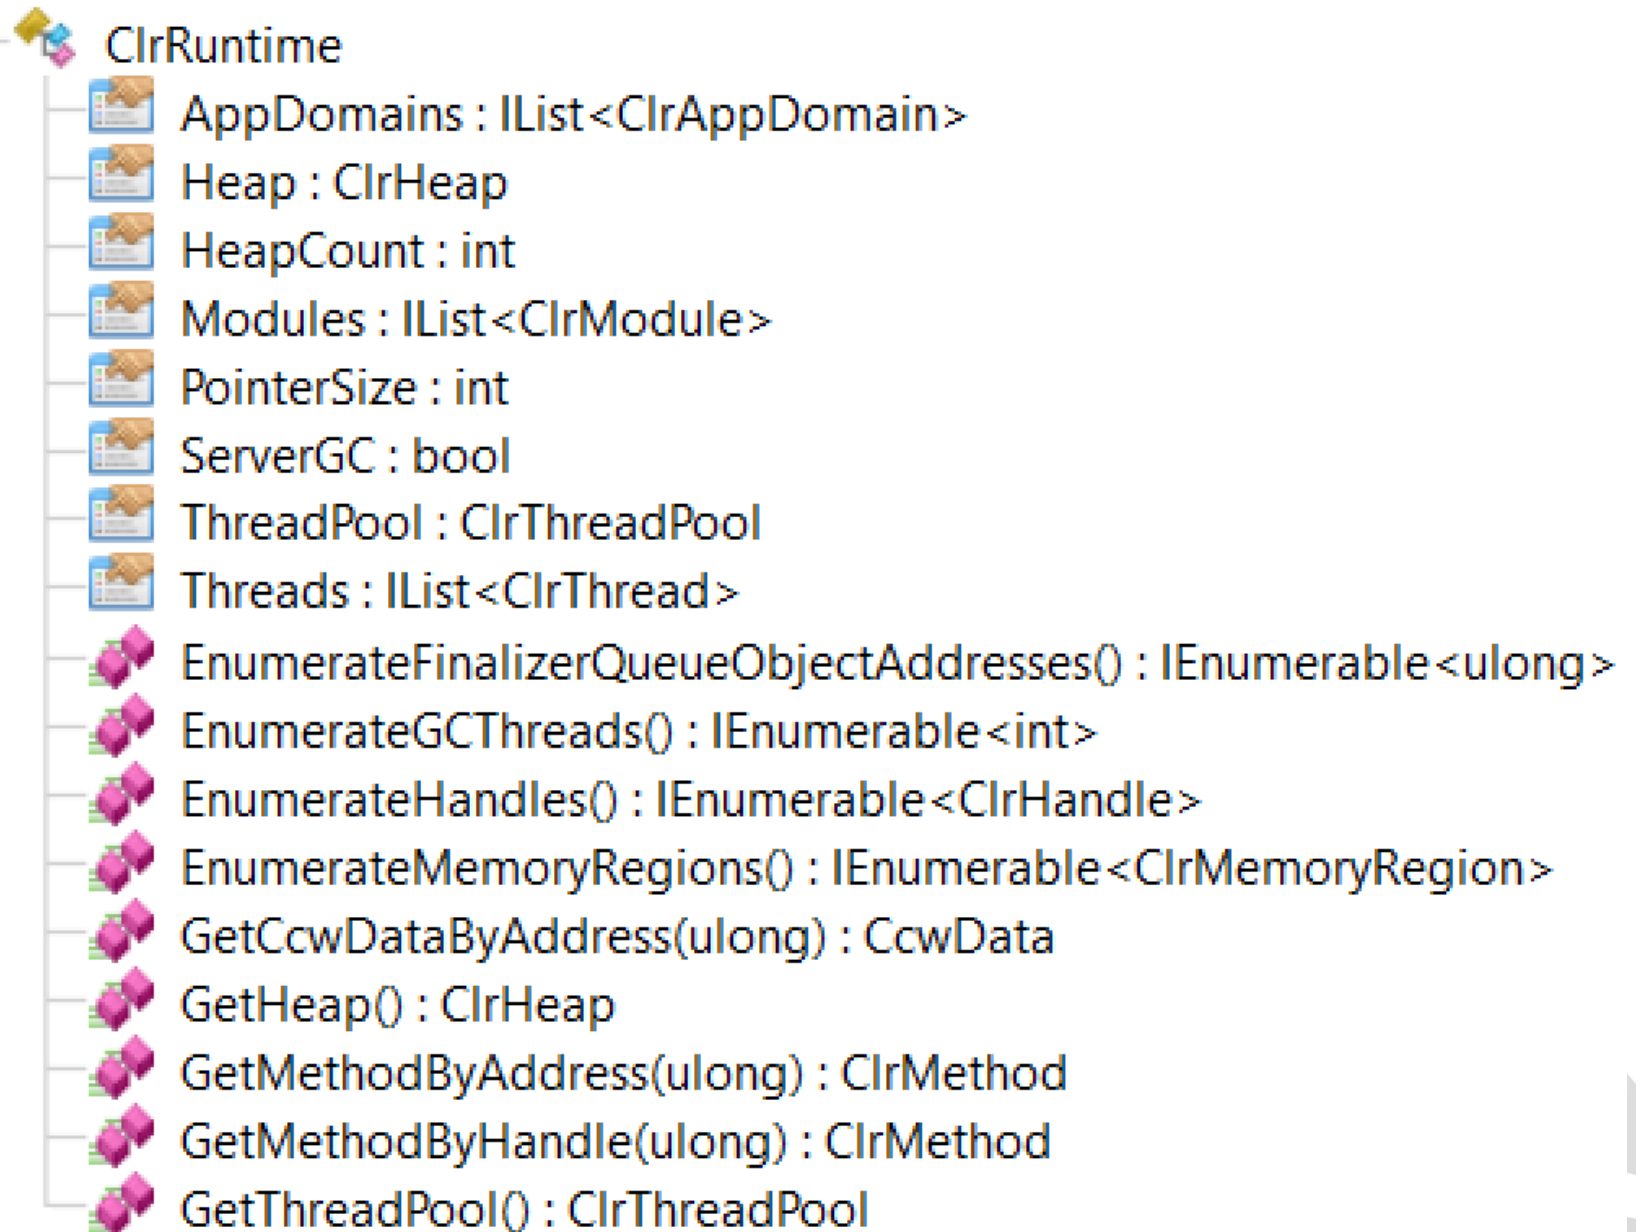 ClrRuntime
AppDomains : IList<ClrAppDomain>
Heap : ClrHeap
HeapCount : int
Modules : IList<ClrModule>
PointerSize : int
ServerGC : bool
ThreadPool : ClrThreadPool
Threads : IList<ClrThread>
EnumerateFinalizerQueueObjectAddresses() : IEnumerable<ulong>
EnumerateGCThreads() : IEnumerable<int>
EnumerateHandles() : IEnumerable<ClrHandle>
EnumerateMemoryRegions() : IEnumerable<ClrMemoryRegion>
GetCcwDataByAddress(ulong) : CcwData
GetHeap() : ClrHeap
GetMethodByAddress(ulong) : ClrMethod
GetMethodByHandle(ulong) : ClrMethod
GetThreadPool() : ClrThreadPool